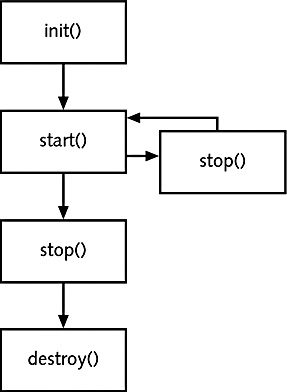 init()
start()
stop()
stop()
destroy()